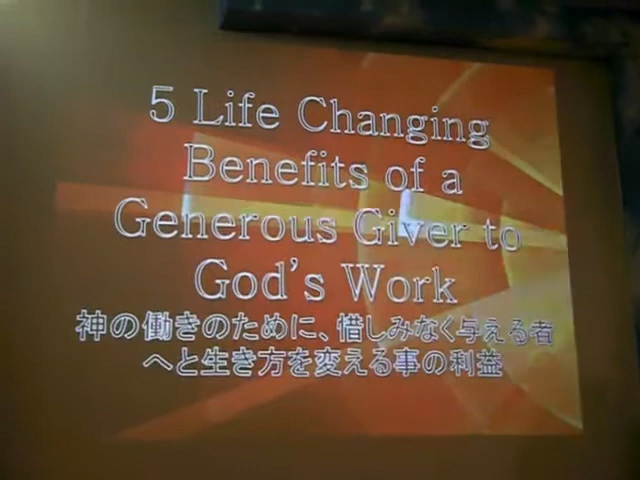 5 Life Changing
Benefits of a
Generous Giver to
God's Work
神の働きのために、惜しみなく与える者
へと生き方を変える事の利益